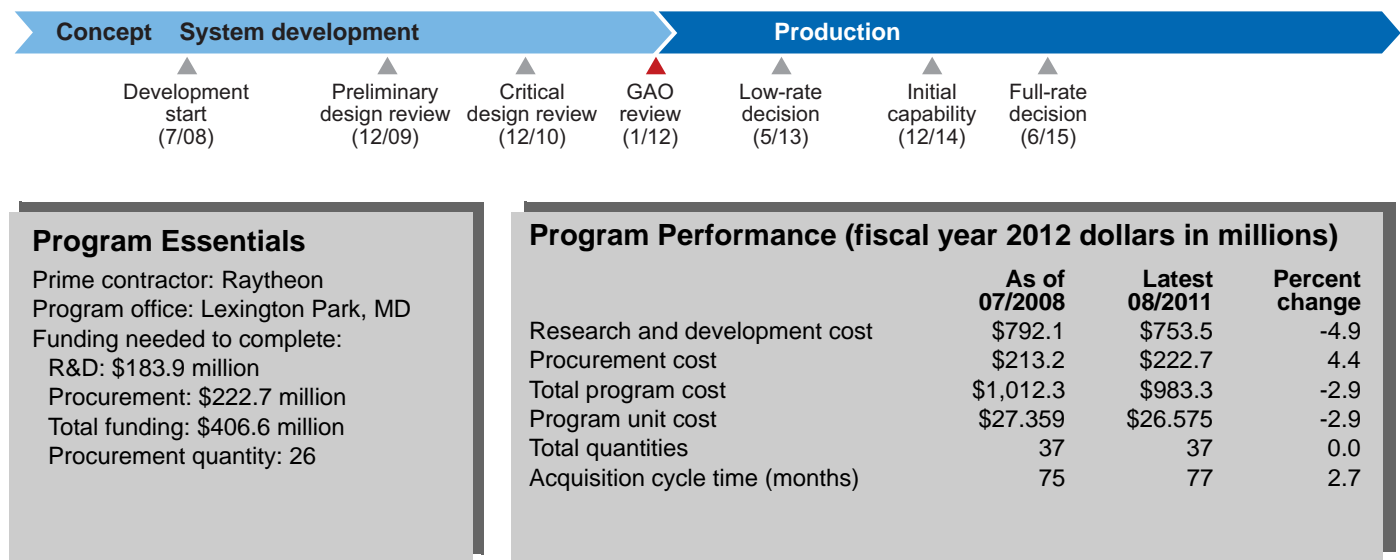 Concept System development Production
Development start (7/08)
Preliminary design review (12/09)
Critical design review (12/10)
GAO review (1/12)
Low-rate decision (5/13)
Initial capability (12/14)
Full-rate decision (6/15)
Program Essentials
Prime contractor: Raytheon
Program office: Lexington Park, MD
Funding needed to complete:
R&D: $183.9 million
Procurement: $222.7 million
Total funding: $406.6 million
Procurement quantity: 26
Program Performance (fiscal year 2012 dollars in millions)
As of 07/2008 Latest 08/2011 Percent change
Research and development cost $792.1 $753.5 -4.9
Procurement cost $213.2 $222.7 4.4
Total program cost $1,012.3 $983.3 -2.9
Program unit cost $27.359 $26.575 -2.9
Total quantities 37 37 0.0
Acquisition cycle time (months) 75 77 2.7